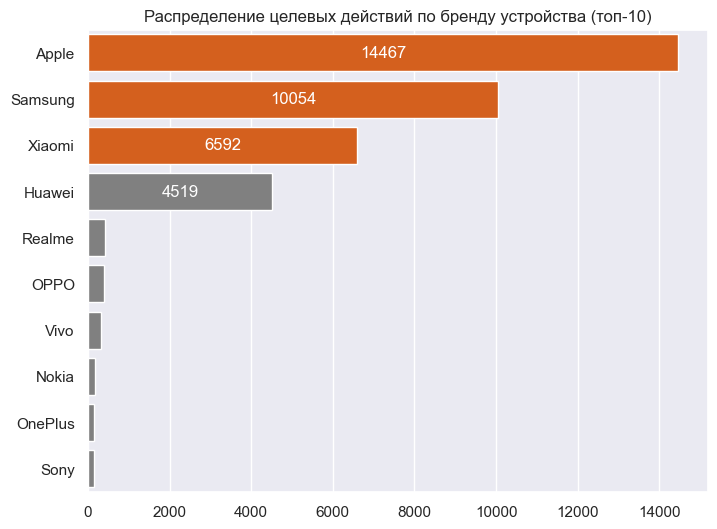 Распределение целевых действий по бренду устройства (топ-10)
Apple 14467
Samsung 10054
Xiaomi 6592
Huawei 4519
Realme
OPPO
Vivo
Nokia
OnePlus
Sony
0 2000 4000 6000 8000 10000 12000 14000